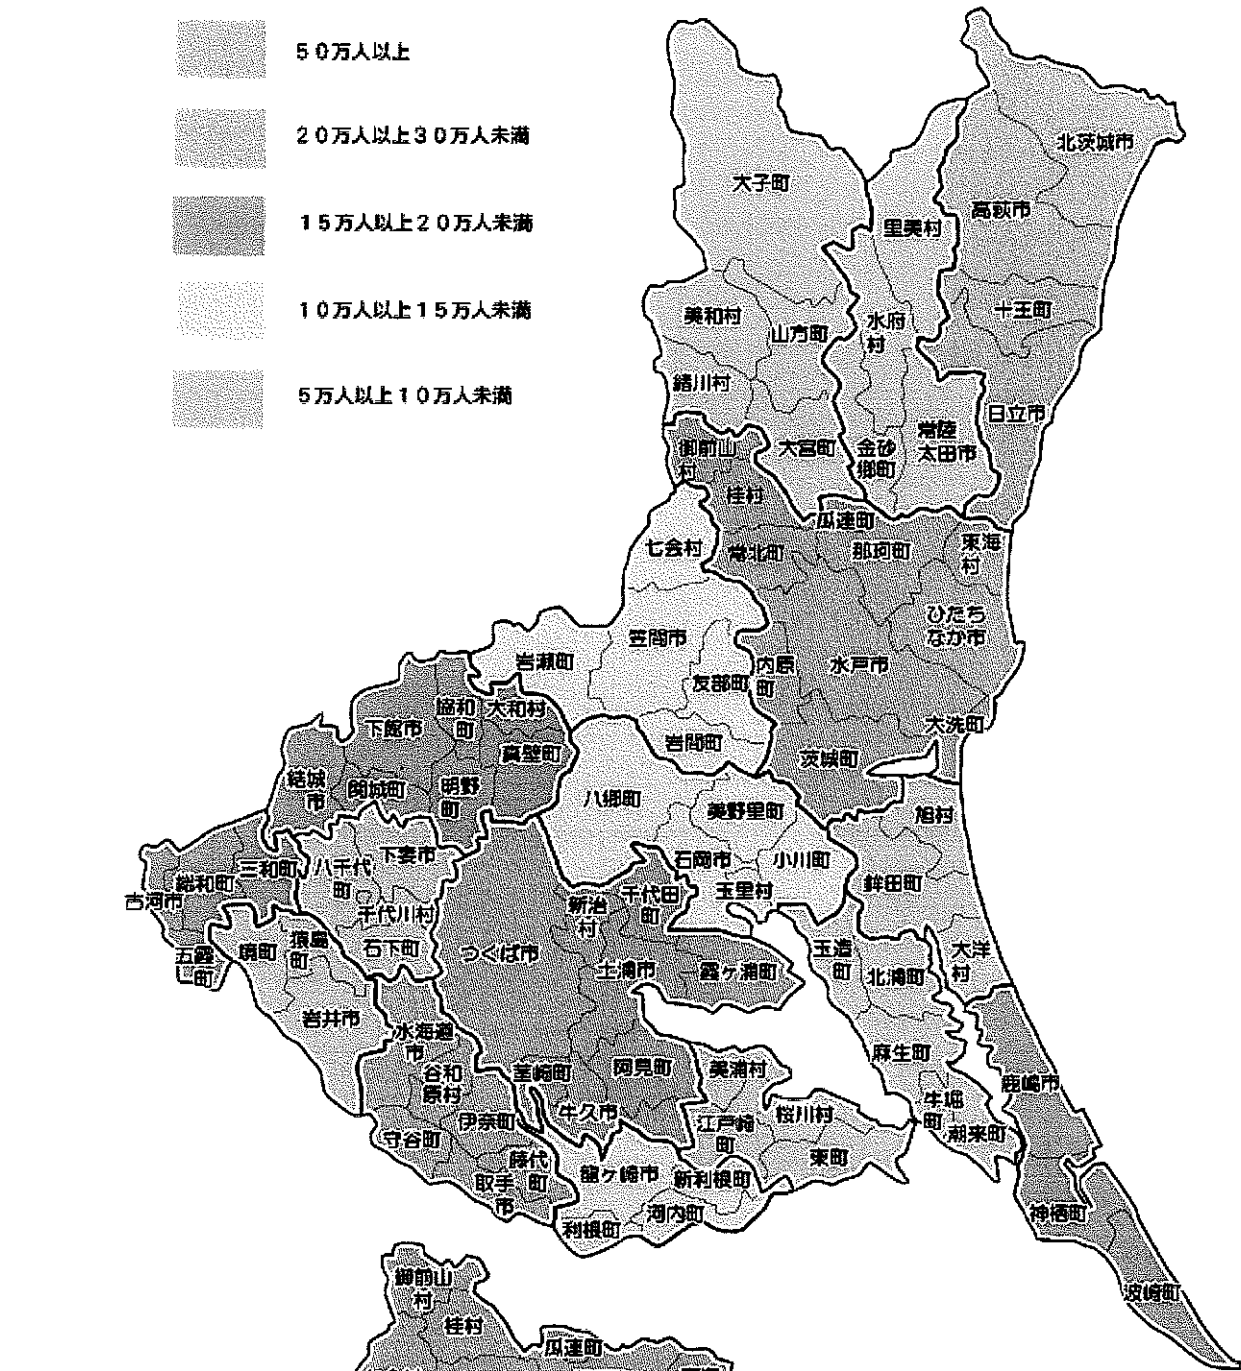 50万人以上
20万人以上30万人未満
15万人以上20万人未満
10万人以上15万人未満
5万人以上10万人未満
北茨城市
大子町
高萩市
里美村
十王町
美和村
山方町
水府
村
緒川村
日立市
常陸
太田市
御前山
村
大宮町
金砂
郷町
桂村
瓜連町
七会村
常北町
那珂町
東海
村
ひたち
なか市
笠間市
岩瀬町
友部町
内原
町
水戸市
協和
町
大和村
下館市
大洗町
岩間町
真壁町
茨城町
結城
市
関城町
明野
町
八郷町
美野里町
旭村
下妻市
石岡市
小川町
三和町
八千代
町
総和町
鉾田町
古河市
千代田
町
玉里村
新治
村
千代川村
境町
猿島
町
石下町
つくば市
玉造
町
大洋
村
五霞
町
土浦市
霞ヶ浦町
北浦町
岩井市
水海道
市
麻生町
谷和
原村
茎崎町
阿見町
美浦村
鹿嶋市
伊奈町
牛久市
桜川村
牛堀
町
守谷町
江戸崎
町
潮来町
藤代
町
東町
取手
市
龍ヶ崎市
新利根町
利根町
河内町
神栖町
波崎町
御前山
村
桂村
瓜連町